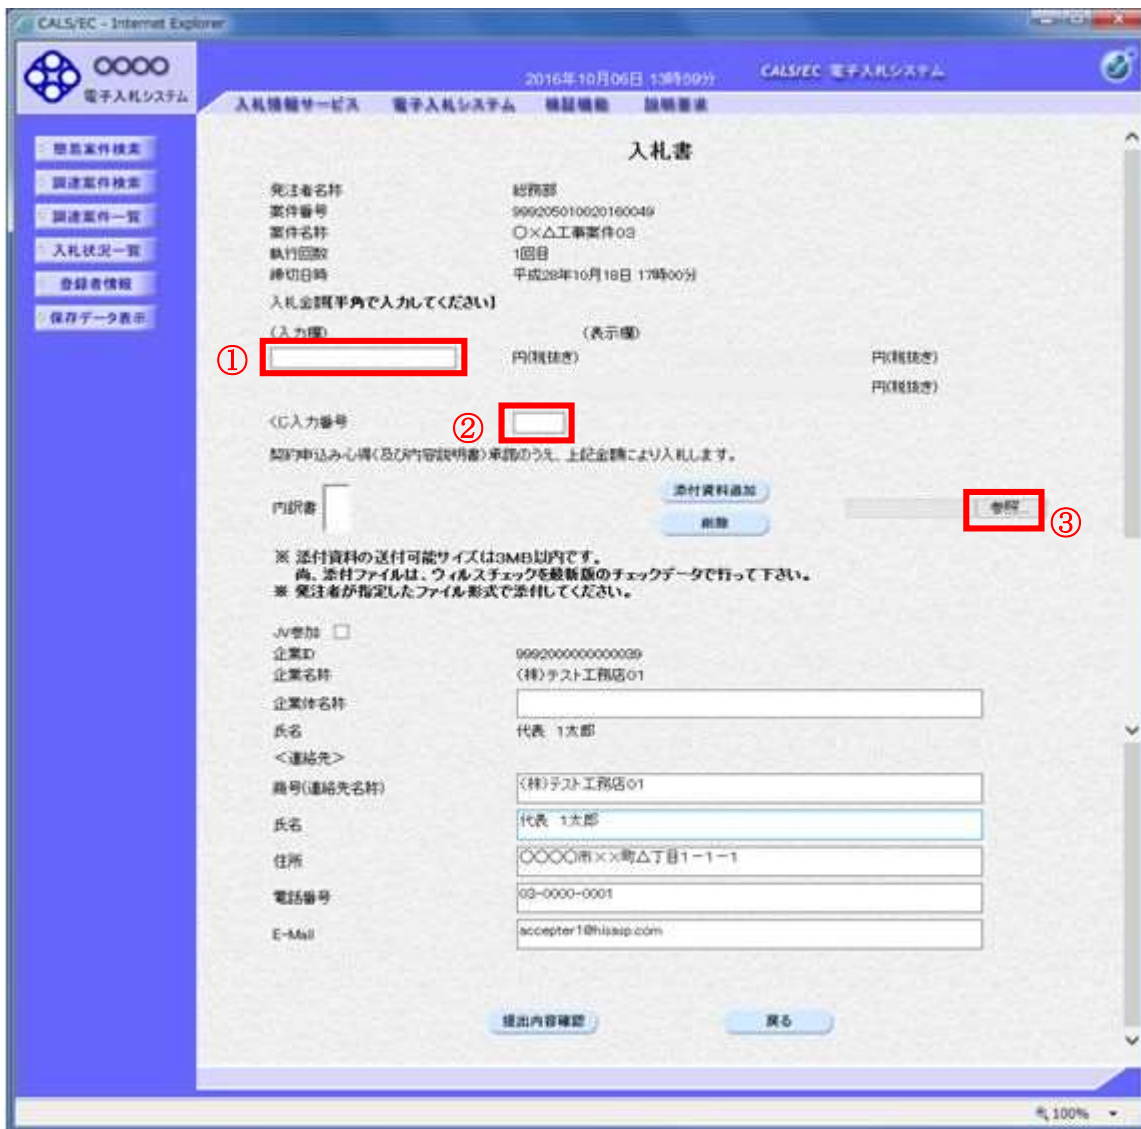 CALS/EC - Internet Explorer
○○○○
電子入札システム
2016年10月06日 13時09分
CALS/EC 電子入札システム
入札情報サービス 電子入札システム 検証機能 説明要求
簡易案件検索
調達案件検索
調達案件一覧
入札状況一覧
登録者情報
保存データ表示
入札書
発注者名称 総務部
案件番号 999205010020160049
案件名称 ○×△工事案件03
執行回数 1回目
締切日時 平成28年10月18日 17時00分
入札金額[半角で入力してください]
(入力欄) (表示欄)
① 円(税抜き) 円(税抜き)
円(税抜き)
くじ入力番号 ②
契約申込み心得(及び内容説明書)承諾のうえ、上記金額により入札します。
内訳書 添付資料追加 参照... ③
削除
※ 添付資料の送付可能サイズは3MB以内です。
尚、添付ファイルは、ウィルスチェックを最新版のチェックデータで行って下さい。
※ 発注者が指定したファイル形式で添付してください。
JV参加
企業ID 9992000000000039
企業名称 (株)テスト工務店01
企業体名称
氏名 代表 1太郎
<連絡先>
商号(連絡先名称) (株)テスト工務店01
氏名 代表 1太郎
住所 ○○○○市××町△丁目1-1-1
電話番号 03-0000-0001
E-Mail accepter1@hisasp.com
提出内容確認 戻る
100%